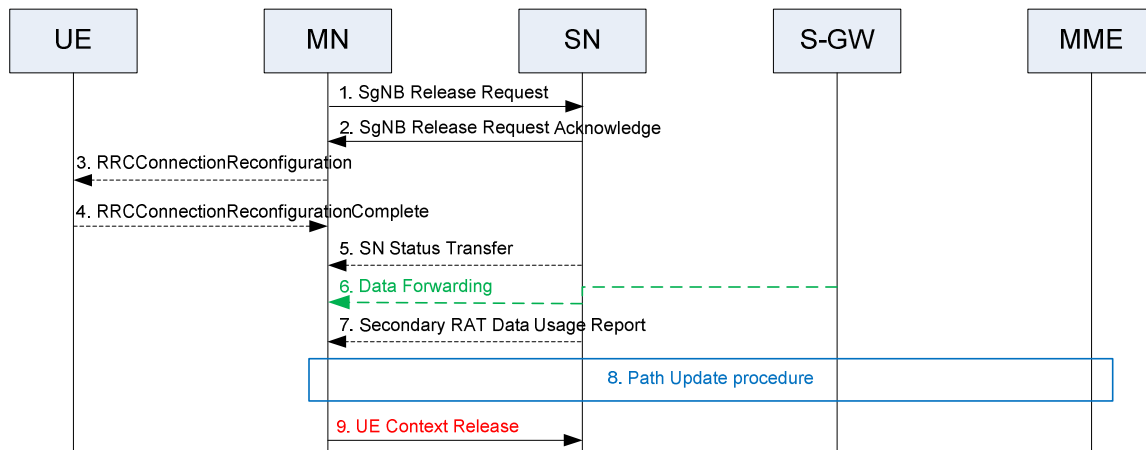 UE
MN
SN
S-GW
MME
1. SgNB Release Request
2. SgNB Release Request Acknowledge
3. RRCConnectionReconfiguration
4. RRCConnectionReconfigurationComplete
5. SN Status Transfer
6. Data Forwarding
7. Secondary RAT Data Usage Report
8. Path Update procedure
9. UE Context Release